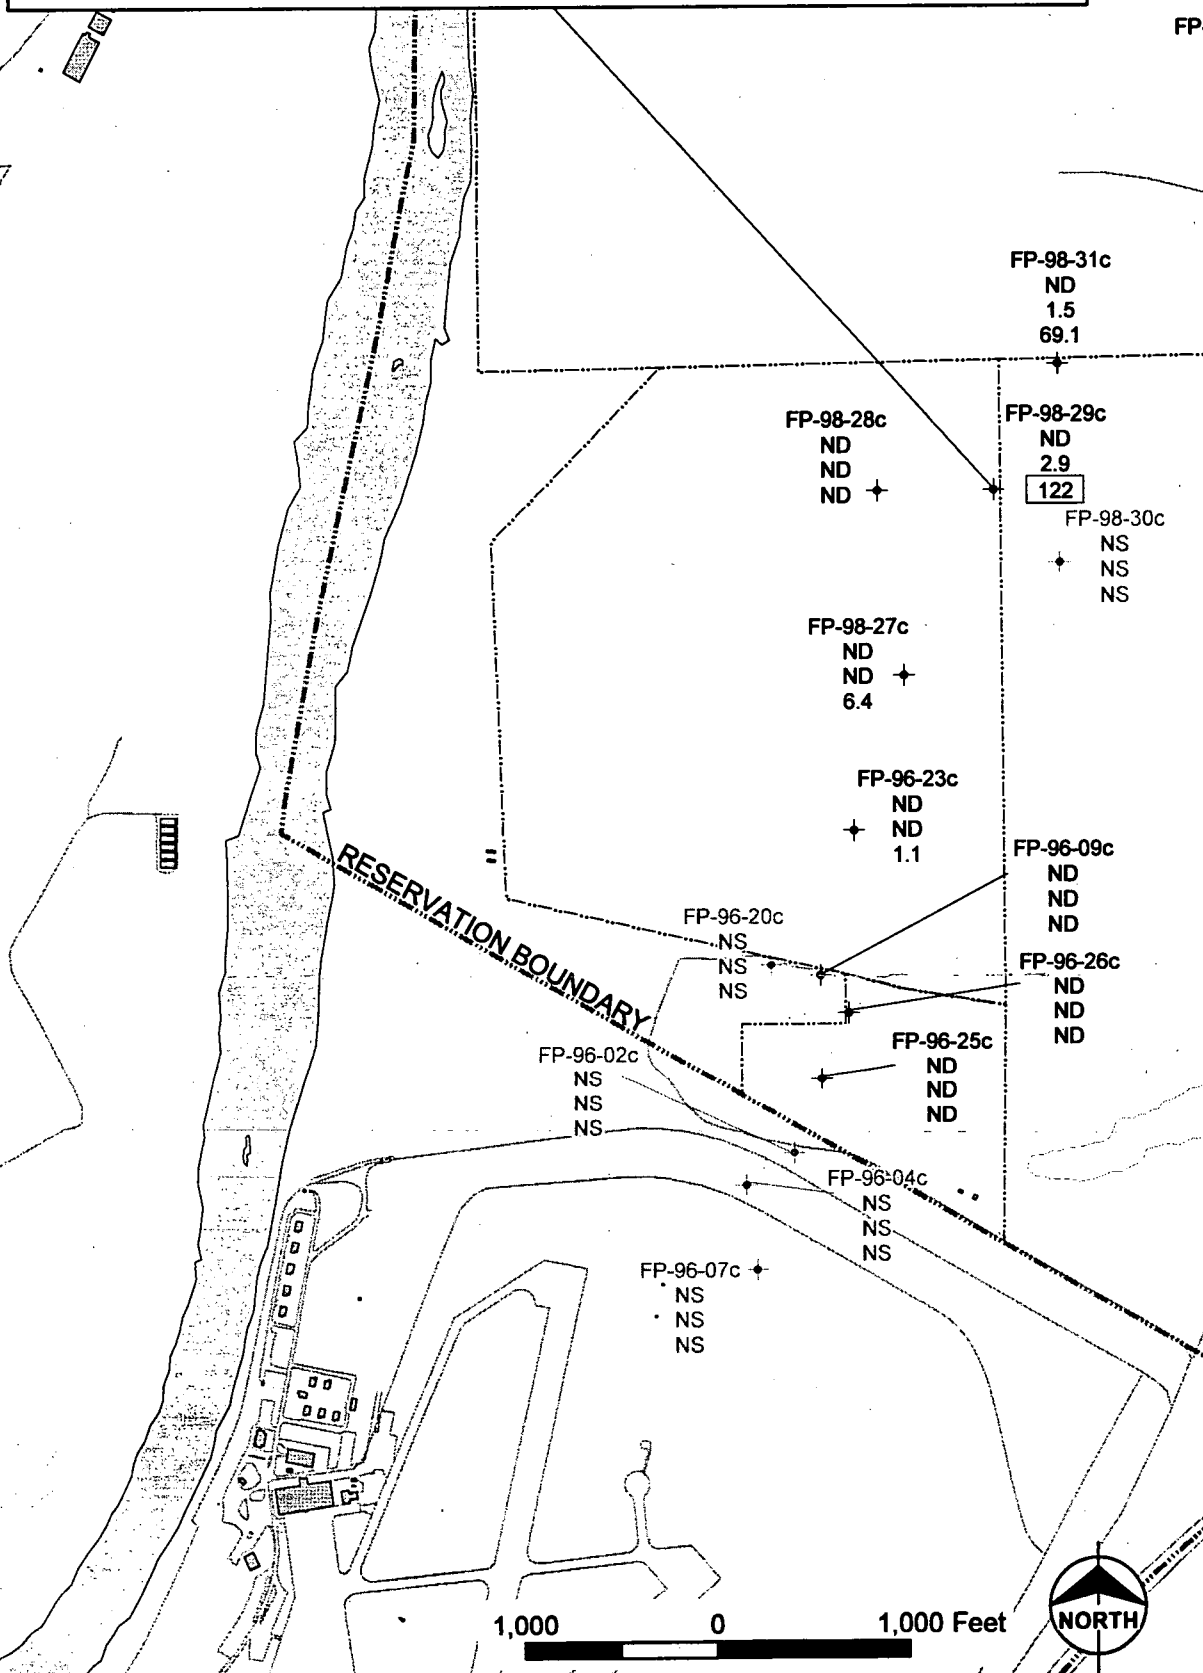 FP-
FP-98-31c
ND
1.5
69.1
FP-98-28c
ND
ND
ND
FP-98-29c
ND
2.9
122
FP-98-30c
NS
NS
NS
FP-98-27c
ND
ND
6.4
FP-96-23c
ND
ND
1.1
FP-96-09c
ND
ND
ND
RESERVATION BOUNDARY
FP-96-20c
NS
NS
NS
FP-96-26c
ND
ND
ND
FP-96-25c
ND
ND
ND
FP-96-02c
NS
NS
NS
FP-96-04c
NS
NS
NS
FP-96-07c
NS
NS
NS
1,000 0 1,000 Feet
NORTH